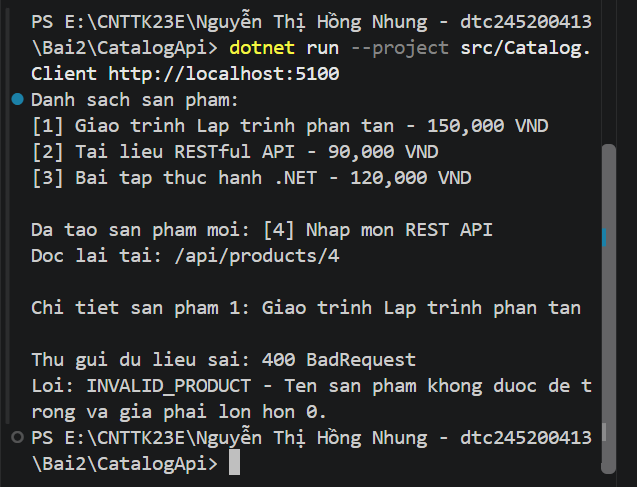 PS E:\CNTTK23E\Nguyễn Thị Hồng Nhung - dtc245200413
\Bai2\CatalogApi> dotnet run --project src/Catalog.
Client http://localhost:5100
Danh sach san pham:
[1] Giao trinh Lap trinh phan tan - 150,000 VND
[2] Tai lieu RESTful API - 90,000 VND
[3] Bai tap thuc hanh .NET - 120,000 VND
Da tao san pham moi: [4] Nhap mon REST API
Doc lai tai: /api/products/4
Chi tiet san pham 1: Giao trinh Lap trinh phan tan
Thu gui du lieu sai: 400 BadRequest
Loi: INVALID_PRODUCT - Ten san pham khong duoc de t
rong va gia phai lon hon 0.
PS E:\CNTTK23E\Nguyễn Thị Hồng Nhung - dtc245200413
\Bai2\CatalogApi>